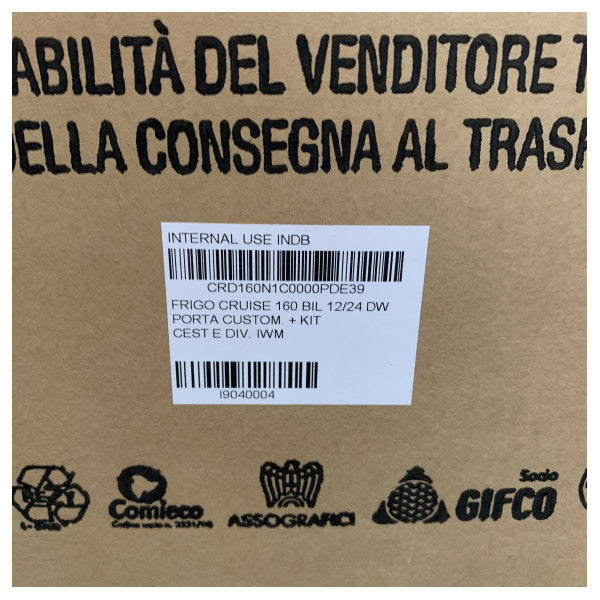 ABILITÀ DEL VENDITORE
DELLA CONSEGNA AL
INTERNAL USE INDB
CRD160N1C0000PDE39
FRIGO CRUISE 160 BIL 12/24 DW
PORTA CUSTOM. + KIT
CEST E DIV. IWM
I9040004
RESY
Comieco
ASSOGRAFICI
Socio
GIFCO